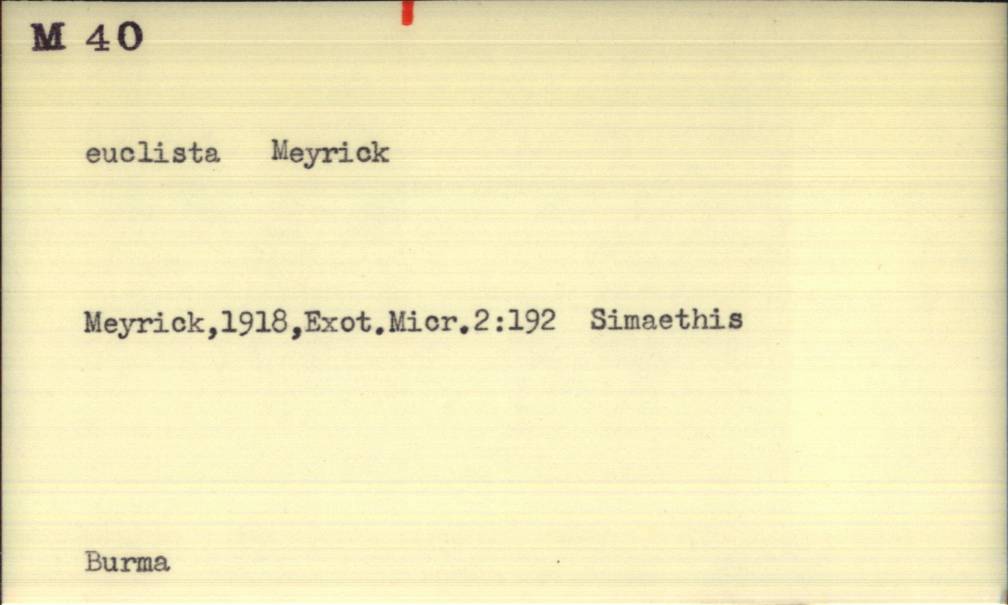 M 40
euclista Meyrick
Meyrick,1918,Exot.Micr.2:192 Simaethis
Burma